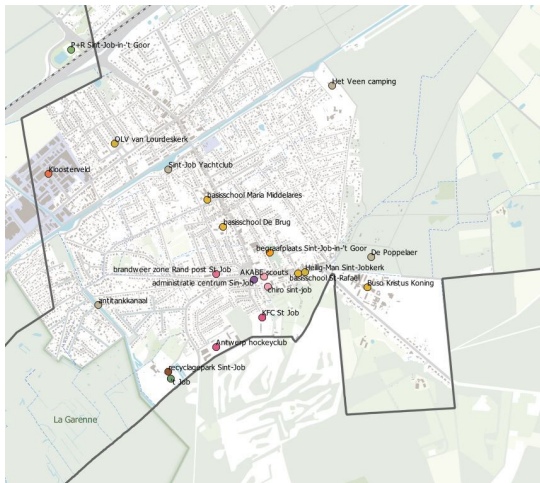 P+R Sint-Job-in-'t Goor
Het Veen camping
OLV van Lourdeskerk
Sint-Job Yachtclub
Kloosterveld
basisschool Maria Middelares
basisschool De Brug
begraafplaats Sint-Job-in-'t Goor
De Poppelaer
brandweer zone Rand post St Job
AKABE scouts
Heilig-Man Sint-Jobkerk
administratie centrum Sin-Job
basisschool St-Rafaël
chiro sint-job
Buso Kristus Koning
antitankkanaal
KFC St Job
Antwerp hockeyclub
recyclagepark Sint-Job
't Job
La Garenne